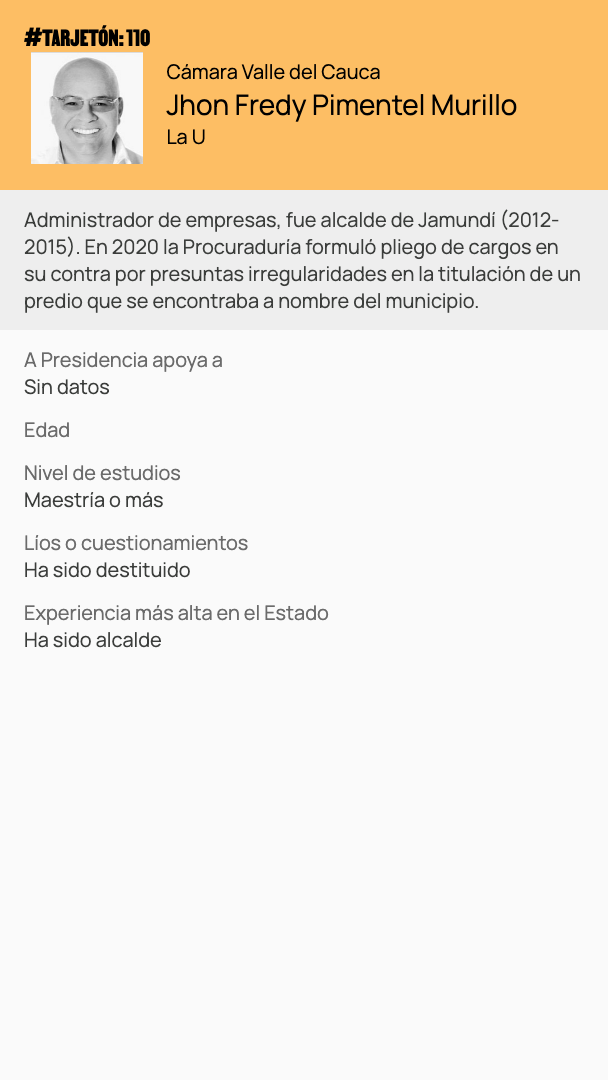 #TARJETÓN: 110
Cámara Valle del Cauca
Jhon Fredy Pimentel Murillo
La U
Administrador de empresas, fue alcalde de Jamundí (2012-
2015). En 2020 la Procuraduría formuló pliego de cargos en
su contra por presuntas irregularidades en la titulación de un
predio que se encontraba a nombre del municipio.
A Presidencia apoya a
Sin datos
Edad
Nivel de estudios
Maestría o más
Líos o cuestionamientos
Ha sido destituido
Experiencia más alta en el Estado
Ha sido alcalde